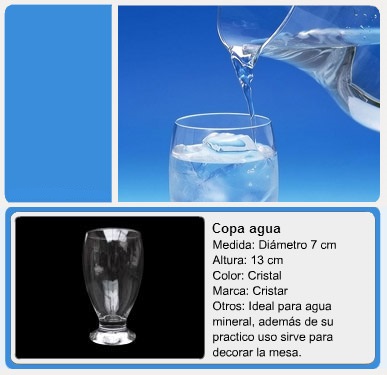 Copa agua
Medida: Diámetro 7 cm
Altura: 13 cm
Color: Cristal
Marca: Cristar
Otros: Ideal para agua
mineral, además de su
practico uso sirve para
decorar la mesa.